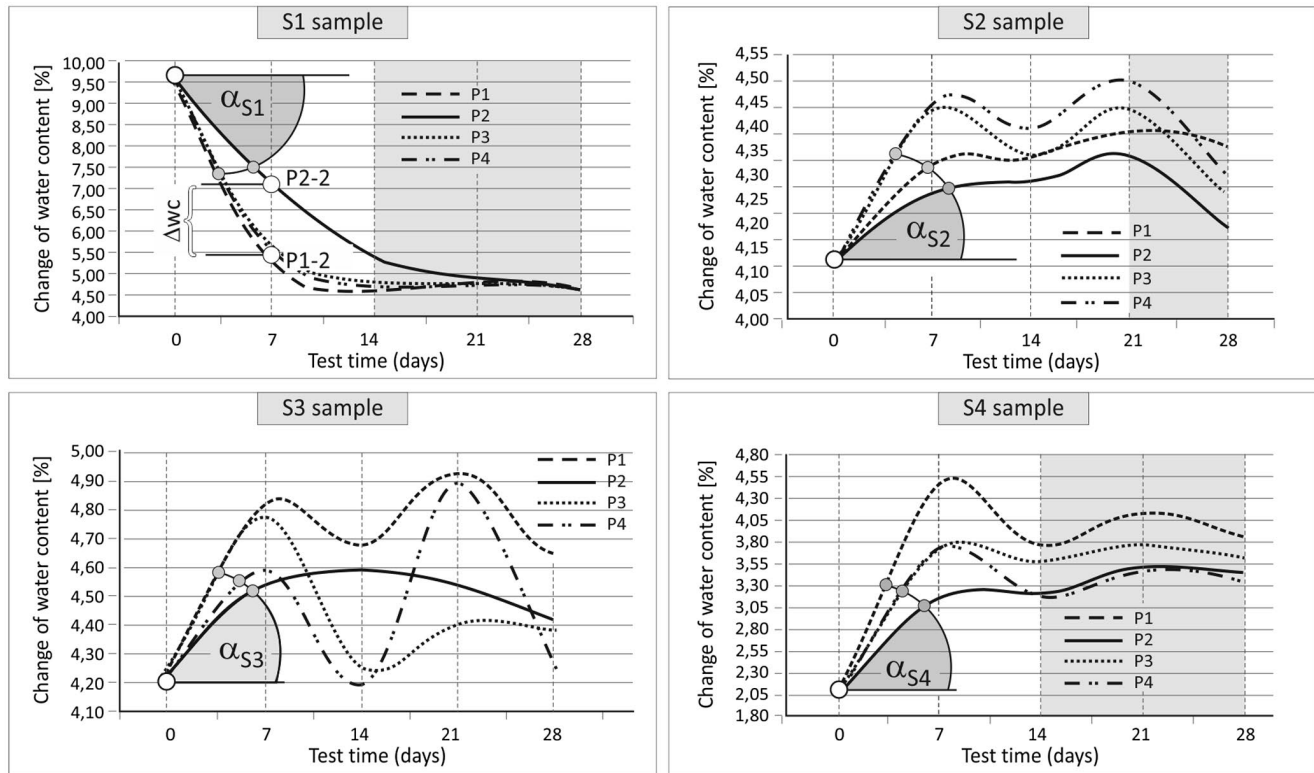 S1 sample
Change of water content [%]
10,00
9,50
9,00
8,50
8,00
7,50
7,00
6,50
6,00
5,50
5,00
4,50
4,00
αS1
P1
P2
P3
P4
P2-2
Δwc
P1-2
0 7 14 21 28
Test time (days)
S2 sample
Change of water content [%]
4,55
4,50
4,45
4,40
4,35
4,30
4,20
4,15
4,10
4,05
4,00
αS2
P1
P2
P3
P4
0 7 14 21 28
Test time (days)
S3 sample
Change of water content [%]
5,00
4,90
4,80
4,70
4,60
4,50
4,40
4,30
4,20
4,10
P1
P2
P3
P4
αS3
0 7 14 21 28
Test time (days)
S4 sample
Change of water content [%]
4,80
4,55
4,30
4,05
3,80
3,55
3,30
3,05
2,80
2,55
2,30
2,05
1,80
αS4
P1
P2
P3
P4
0 7 14 21 28
Test time (days)